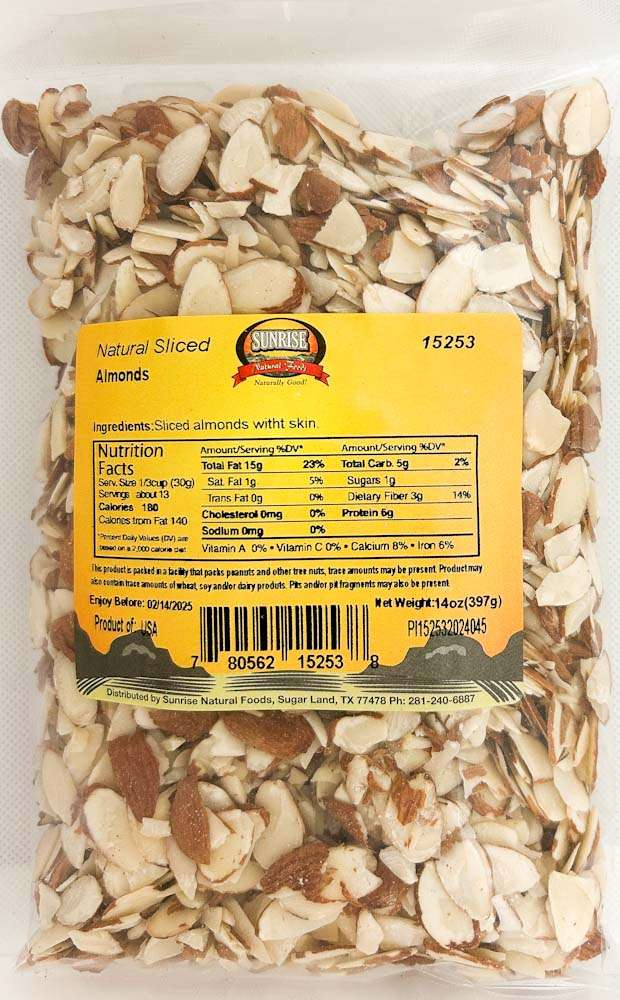 Natural Sliced
Almonds
SUNRISE
Natural Foods
Naturally Good!
15253
Ingredients:Sliced almonds witht skin.
Nutrition
Facts
Serv. Size 1/3cup (30g)
Servings about 13
Calories 180
Calories from Fat 140
*Percent Daily Values (DV) are
based on a 2,000 calorie diet
Amount/Serving %DV* Amount/Serving %DV*
Total Fat 15g 23% Total Carb. 5g 2%
Sat. Fat 1g 5% Sugars 1g
Trans Fat 0g 0% Dietary Fiber 3g 14%
Cholesterol 0mg 0% Protein 6g
Sodium 0mg 0%
Vitamin A 0% • Vitamin C 0% • Calcium 8% • Iron 6%
This product is packed in a facility that packs peanuts and other tree nuts, trace amounts may be present. Product may
also contain trace amounts of wheat, soy and/or dairy produts. Pits and/or pit fragments may also be present
Enjoy Before: 02/14/2025
Net Weight:14oz(397g)
Product of: USA
PI152532024045
7 80562 15253 8
Distributed by Sunrise Natural Foods, Sugar Land, TX 77478 Ph: 281-240-6887